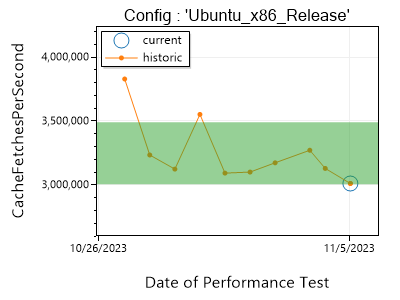 Config : 'Ubuntu_x86_Release'
current
historic
4,000,000
3,500,000
3,000,000
CacheFetchesPerSecond
10/26/2023
11/5/2023
Date of Performance Test